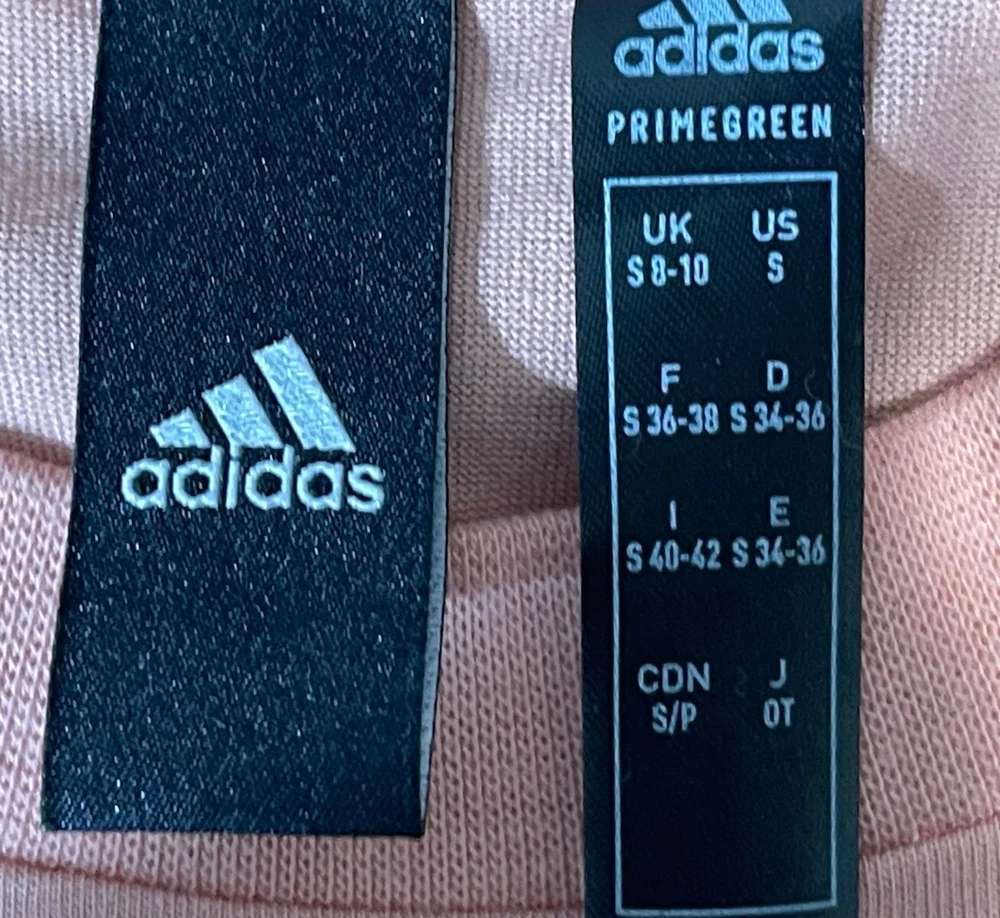 adidas
adidas
PRIMEGREEN
UK US
S 8-10 S
F D
S 36-38 S 34-36
I E
S 40-42 S 34-36
CDN J
S/P OT